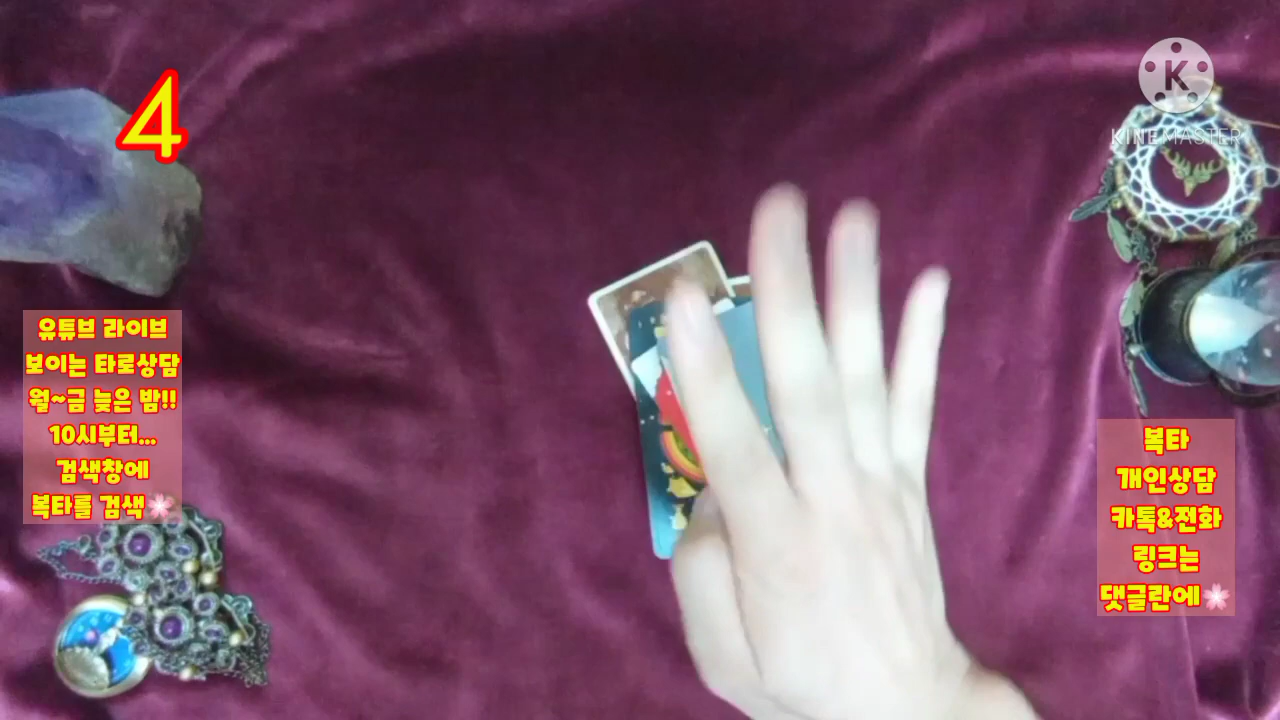 4
K
KINEMASTER
유튜브 라이브
보이는 타로상담
월~금 늦은 밤!!
10시부터...
검색창에
복타를 검색🌸
복타
개인상담
카톡&전화
링크는
댓글란에🌸